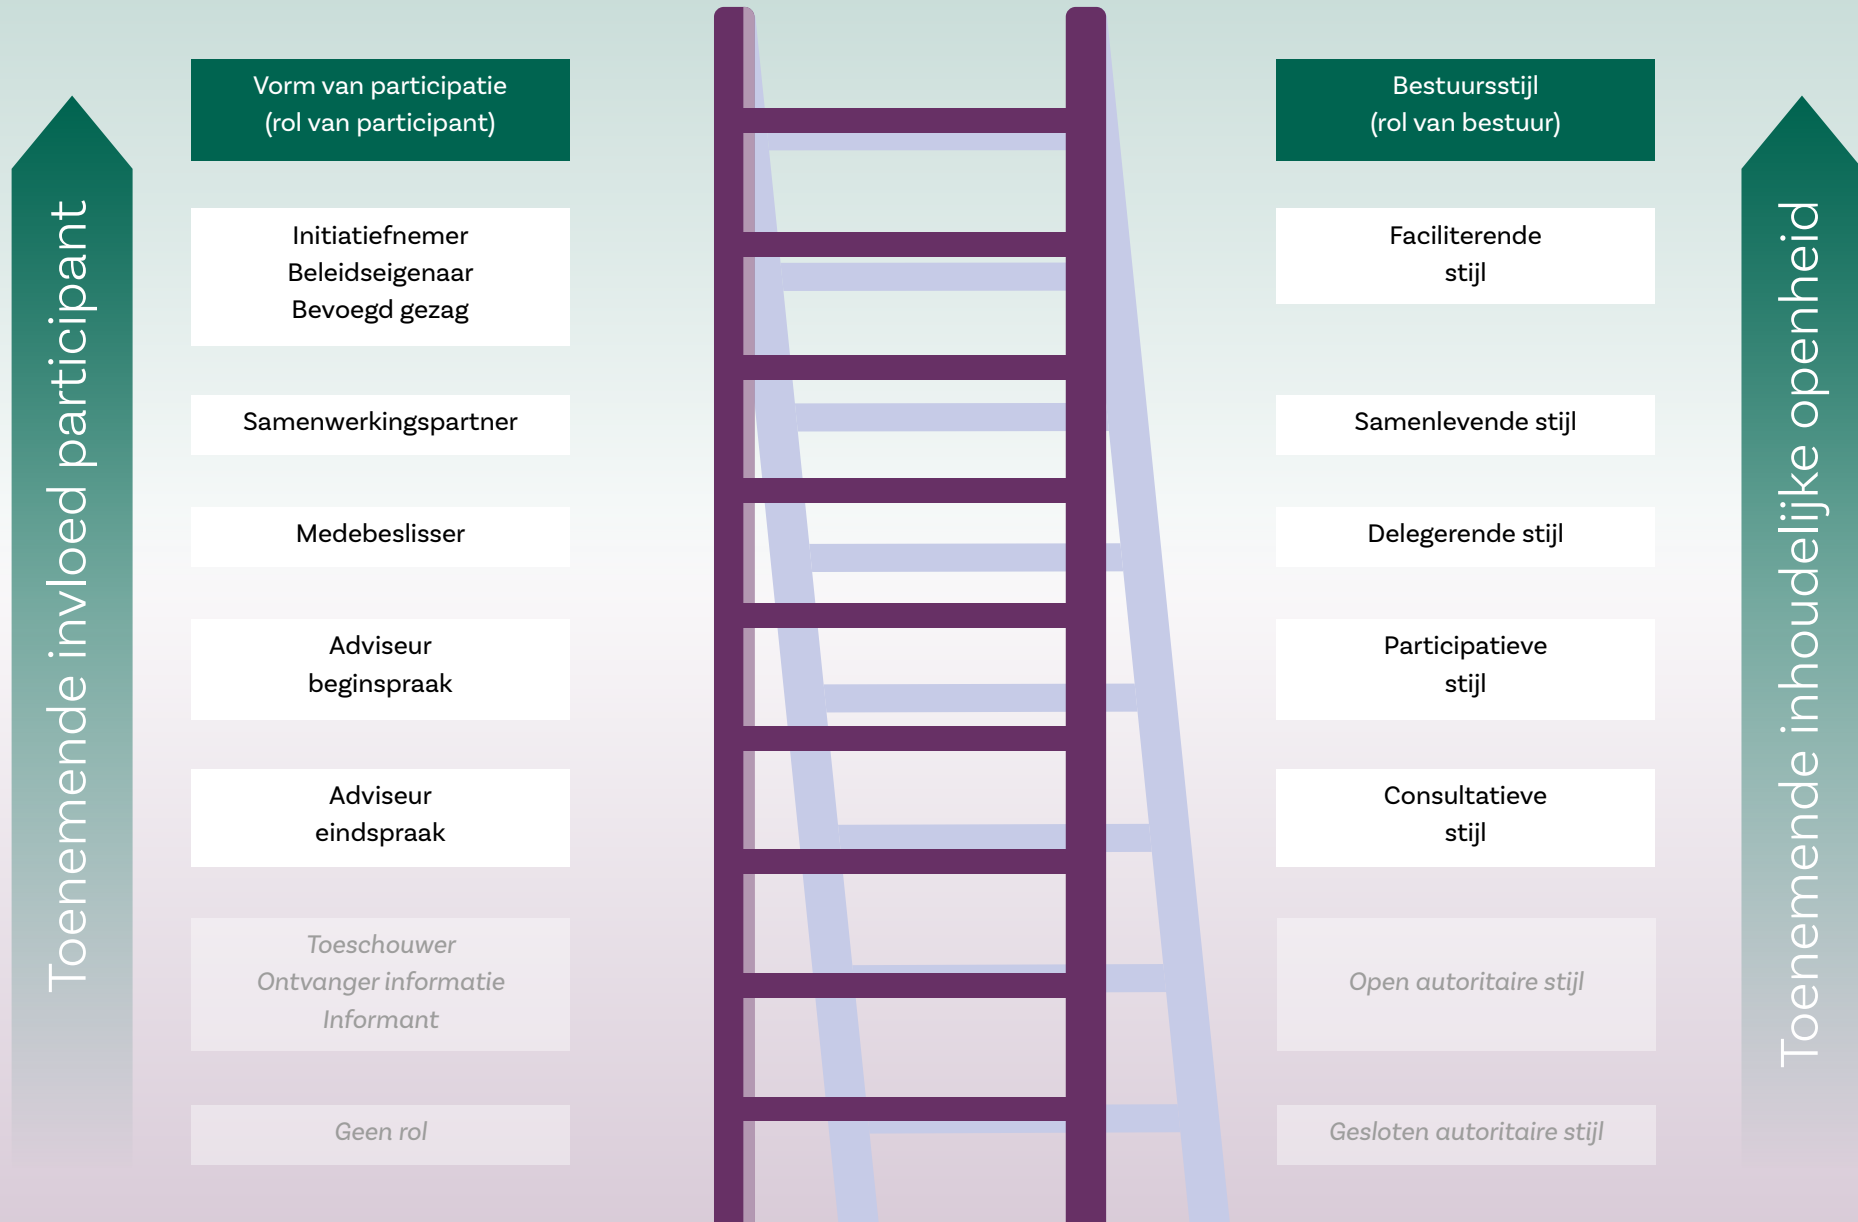 Toenemende invloed participant
Vorm van participatie
(rol van participant)
Initiatiefnemer
Beleidseigenaar
Bevoegd gezag
Samenwerkingspartner
Medebeslisser
Adviseur
beginspraak
Adviseur
eindspraak
Toeschouwer
Ontvanger informatie
Informant
Geen rol
Bestuursstijl
(rol van bestuur)
Faciliterende
stijl
Samenlevende stijl
Delegerende stijl
Participatieve
stijl
Consultatieve
stijl
Open autoritaire stijl
Gesloten autoritaire stijl
Toenemende inhoudelijke openheid